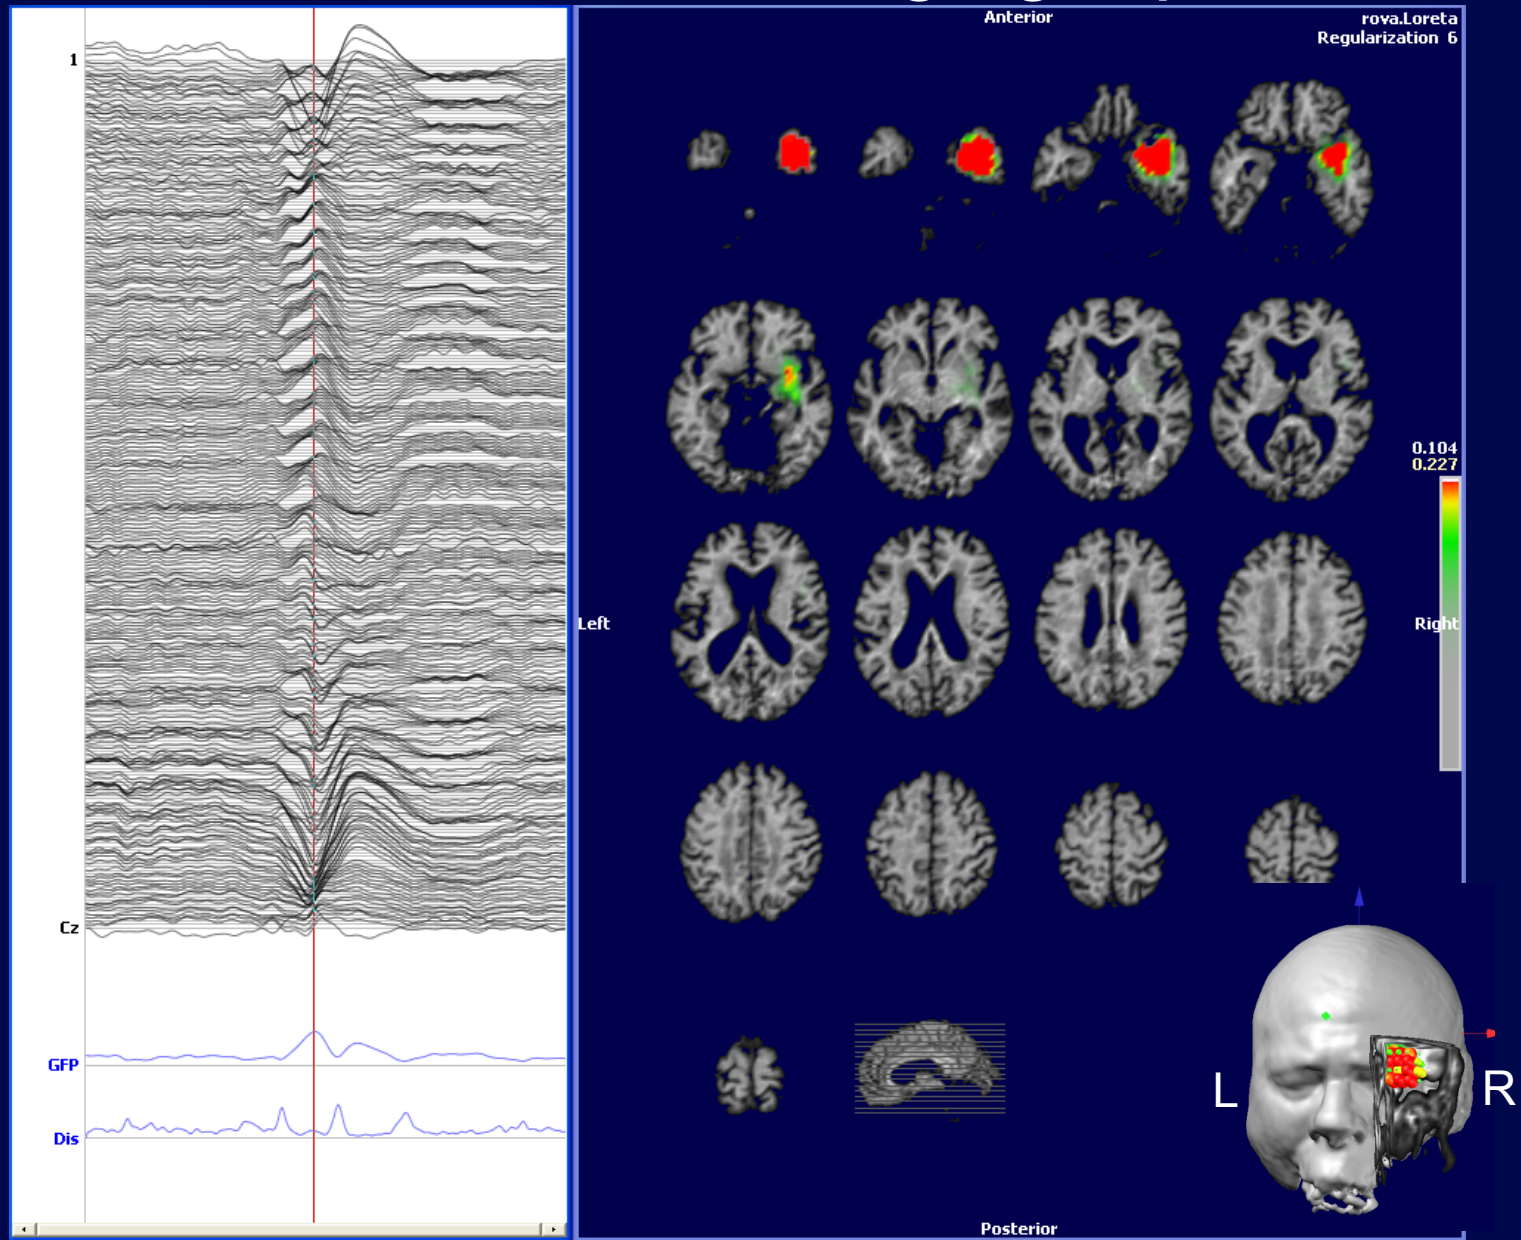 Anterior
rova.Loreta
Regularization 6
1
0.104
0.227
Left
Right
Cz
GFP
Dis
L
R
Posterior